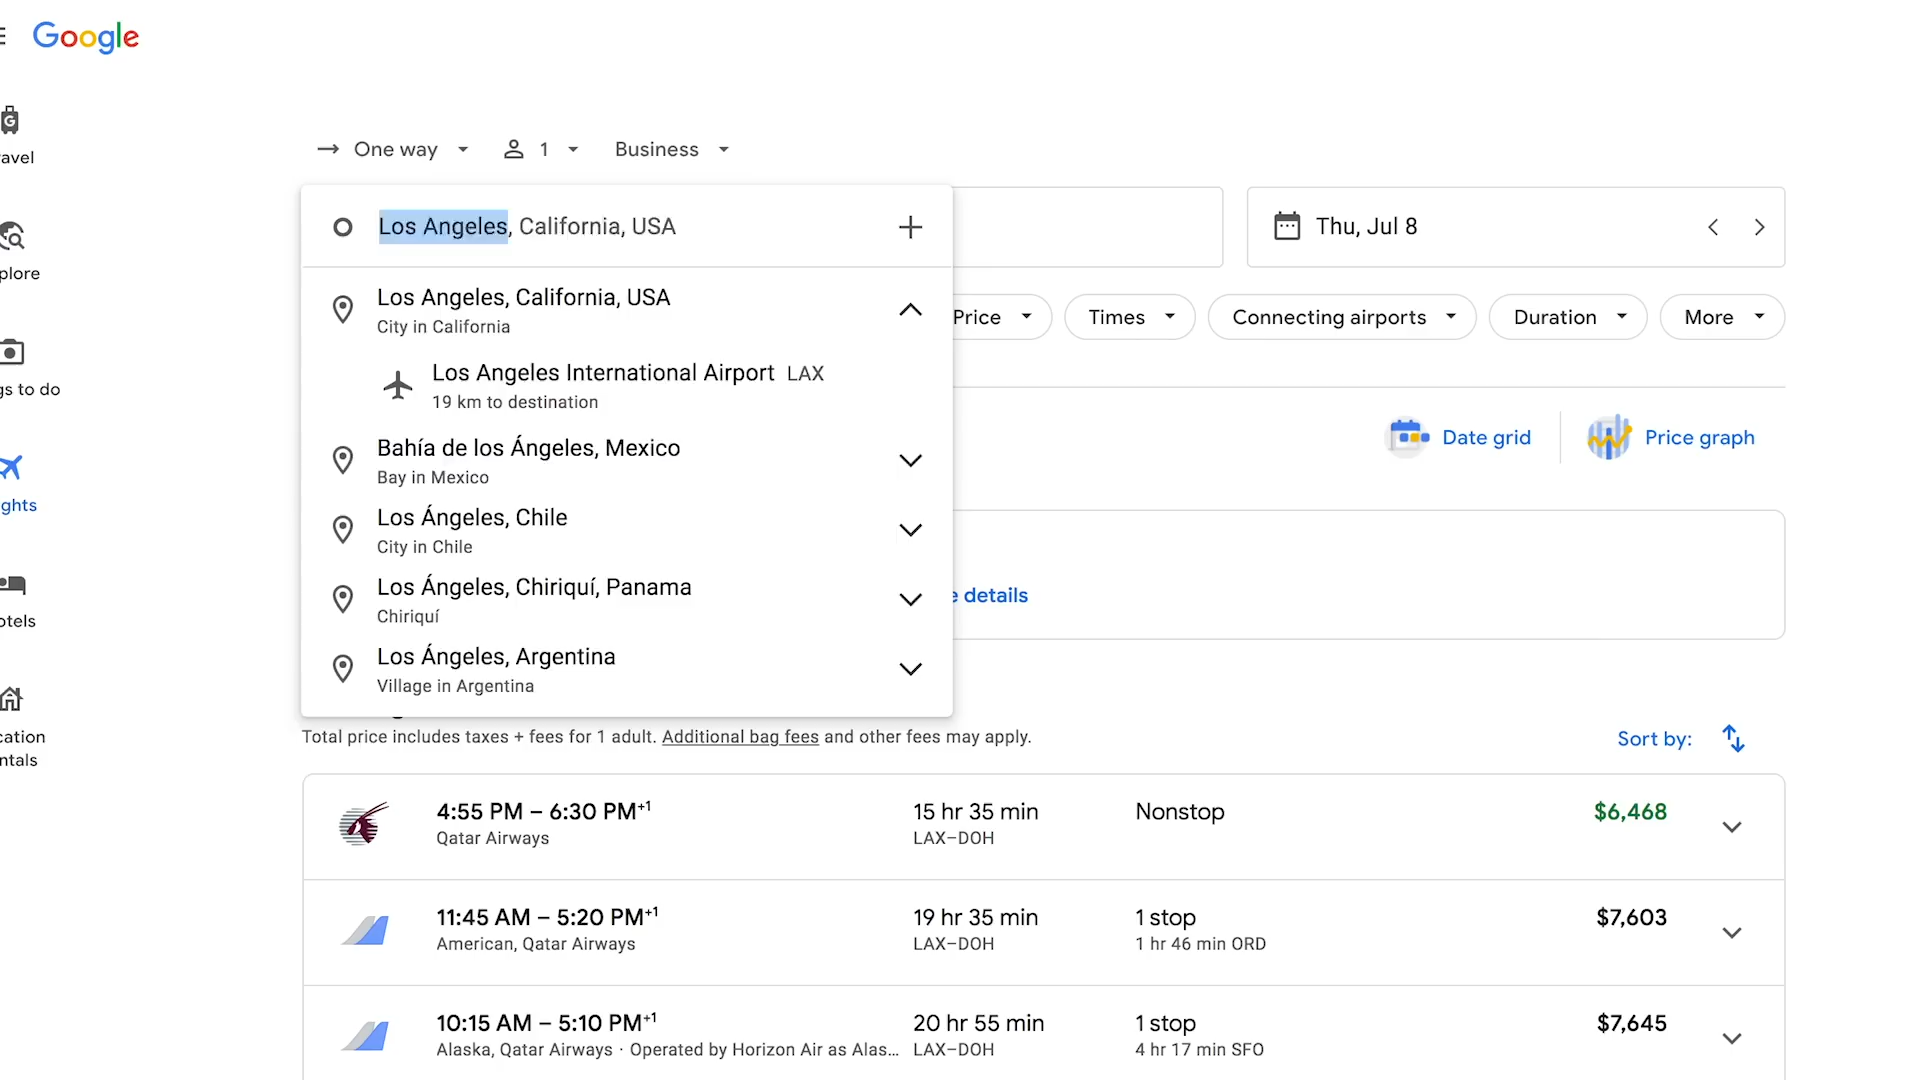 Google
avel
plore
gs to do
ghts
otels
cation
ntals
One way
1
Business
Los Angeles, California, USA
Thu, Jul 8
Los Angeles, California, USA
City in California
Los Angeles International Airport LAX
19 km to destination
Bahía de los Ángeles, Mexico
Bay in Mexico
Los Ángeles, Chile
City in Chile
Los Ángeles, Chiriquí, Panama
Chiriquí
Los Ángeles, Argentina
Village in Argentina
Price
Times
Connecting airports
Duration
More
Date grid
Price graph
e details
Total price includes taxes + fees for 1 adult. Additional bag fees and other fees may apply.
Sort by:
4:55 PM – 6:30 PM+1
Qatar Airways
15 hr 35 min
LAX–DOH
Nonstop
$6,468
11:45 AM – 5:20 PM+1
American, Qatar Airways
19 hr 35 min
LAX–DOH
1 stop
1 hr 46 min ORD
$7,603
10:15 AM – 5:10 PM+1
Alaska, Qatar Airways · Operated by Horizon Air as Alas...
20 hr 55 min
LAX–DOH
1 stop
4 hr 17 min SFO
$7,645